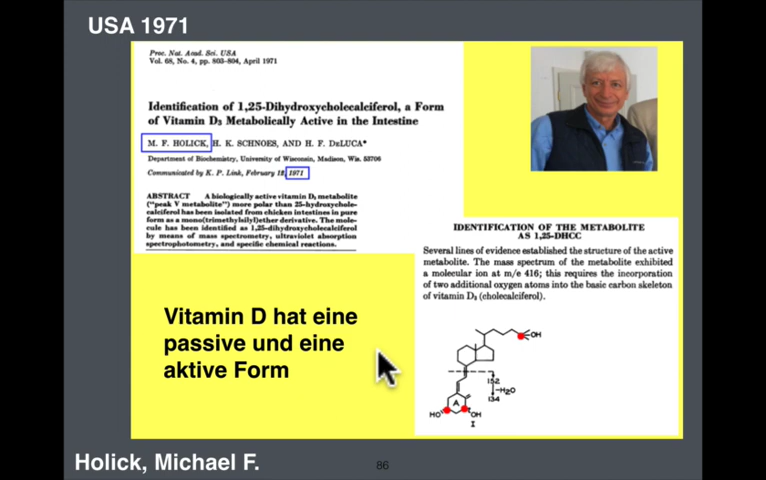 USA 1971
Proc. Nat. Acad. Sci. USA
Vol. 68, No. 4, pp. 803–804, April 1971
Identification of 1,25-Dihydroxycholecalciferol, a Form
of Vitamin D3 Metabolically Active in the Intestine
M. F. HOLICK, H. K. SCHNOES, AND H. F. DeLUCA*
Department of Biochemistry, University of Wisconsin, Madison, Wis. 53706
Communicated by K. P. Link, February 12, 1971
ABSTRACT A biologically active vitamin D3 metabolite
("peak V metabolite") more polar than 25-hydroxychole-
calciferol has been isolated from chicken intestines in pure
form as a mono(trimethylsilyl)ether derivative. The mole-
cule has been identified as 1,25-dihydroxycholecalciferol
by means of mass spectrometry, ultraviolet absorption
spectrophotometry, and specific chemical reactions.
IDENTIFICATION OF THE METABOLITE
AS 1,25-DHCC
Several lines of evidence established the structure of the active
metabolite. The mass spectrum of the metabolite exhibited
a molecular ion at m/e 416; this requires the incorporation
of two additional oxygen atoms into the basic carbon skeleton
of vitamin D3 (cholecalciferol).
OH
152
-H2O
134
A
HO
OH
I
Vitamin D hat eine
passive und eine
aktive Form
Holick, Michael F.
86